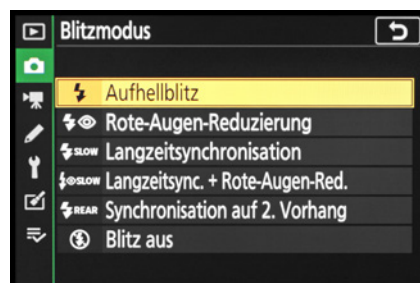 Blitzmodus
Aufhellblitz
Rote-Augen-Reduzierung
SLOW Langzeitsynchronisation
SLOW Langzeitsync. + Rote-Augen-Red.
REAR Synchronisation auf 2. Vorhang
Blitz aus